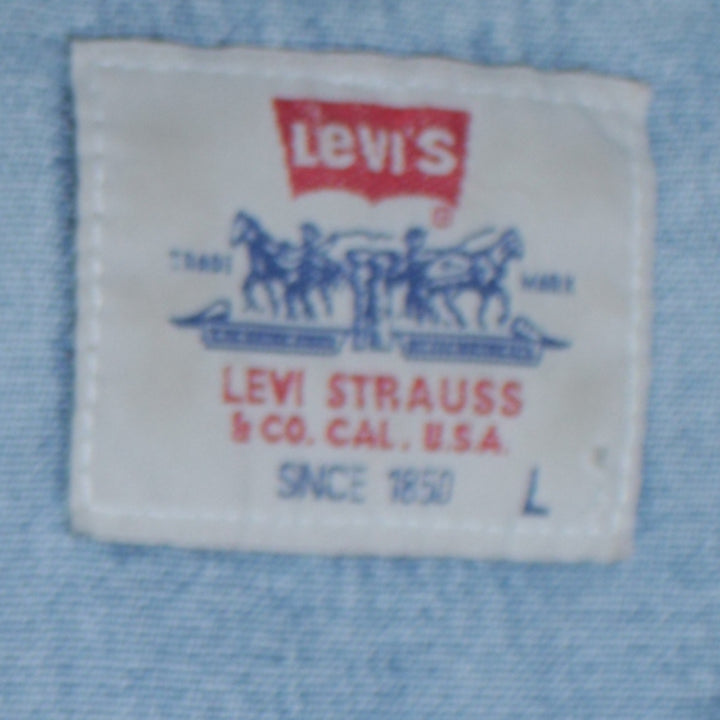 Levi's
®
TRADE MARK
LEVI STRAUSS
& CO. CAL. U.S.A.
SINCE 1850 L